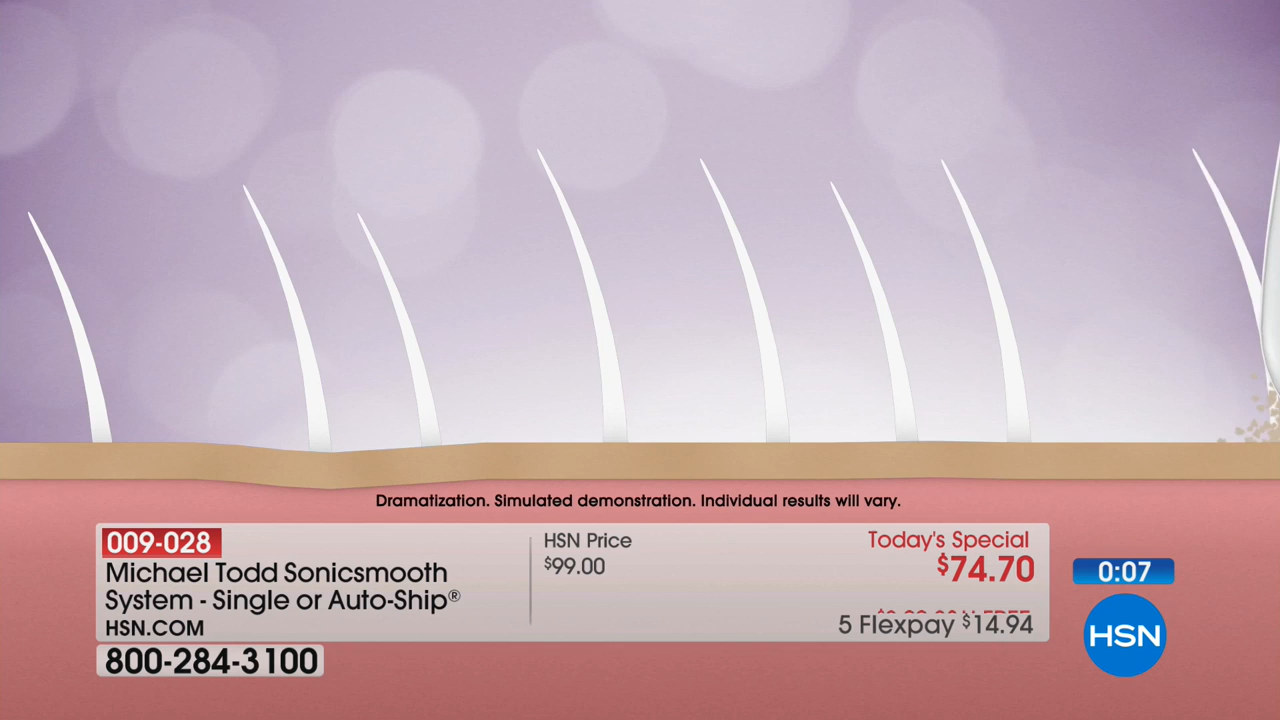 Dramatization. Simulated demonstration. Individual results will vary.
009-028
Michael Todd Sonicsmooth
System - Single or Auto-Ship®
HSN.COM
800-284-3100
HSN Price
$99.00
Today's Special
$74.70
5 Flexpay $14.94
0:07
HSN